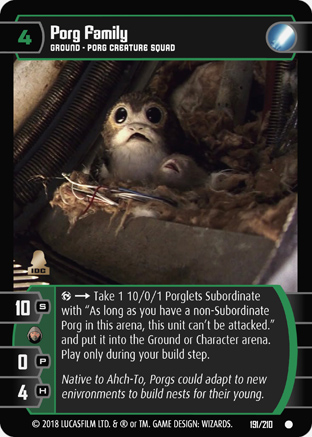 4
Porg Family
GROUND - PORG CREATURE SQUAD
IDC
10 S
0 P
4 H
Take 1 10/0/1 Porglets Subordinate
with “As long as you have a non-Subordinate
Porg in this arena, this unit can’t be attacked.”
and put it into the Ground or Character arena.
Play only during your build step.
Native to Ahch-To, Porgs could adapt to new
enivronments to build nests for their young.
© 2018 LUCASFILM LTD. & ® or TM. GAME DESIGN: WIZARDS.
191/210